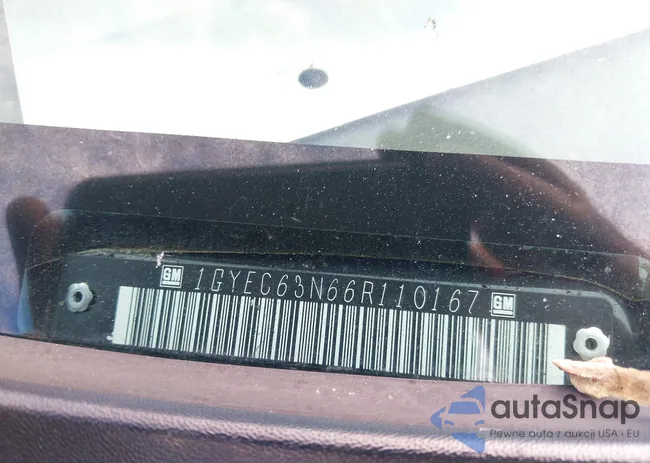 GM 1GYEC63N66R110167 GM
autaSnap
Pewne auta z aukcji USA i EU